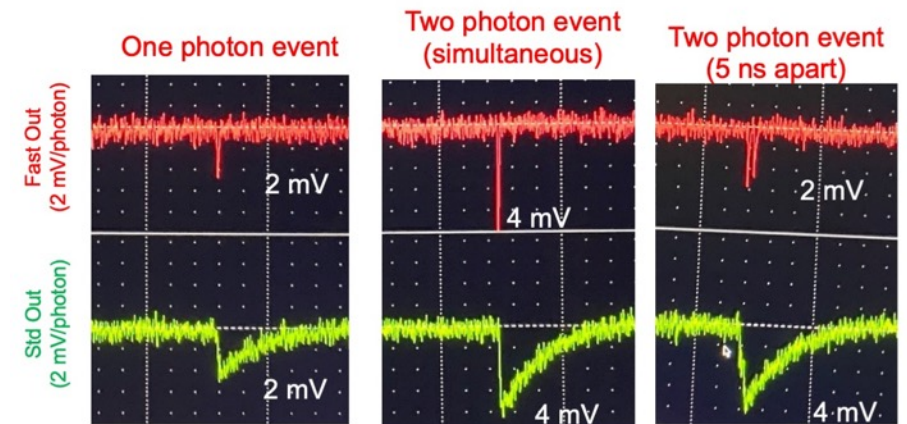 One photon event
Two photon event
(simultaneous)
Two photon event
(5 ns apart)
Fast Out
(2 mV/photon)
2 mV
4 mV
2 mV
Std Out
(2 mV/photon)
2 mV
4 mV
4 mV